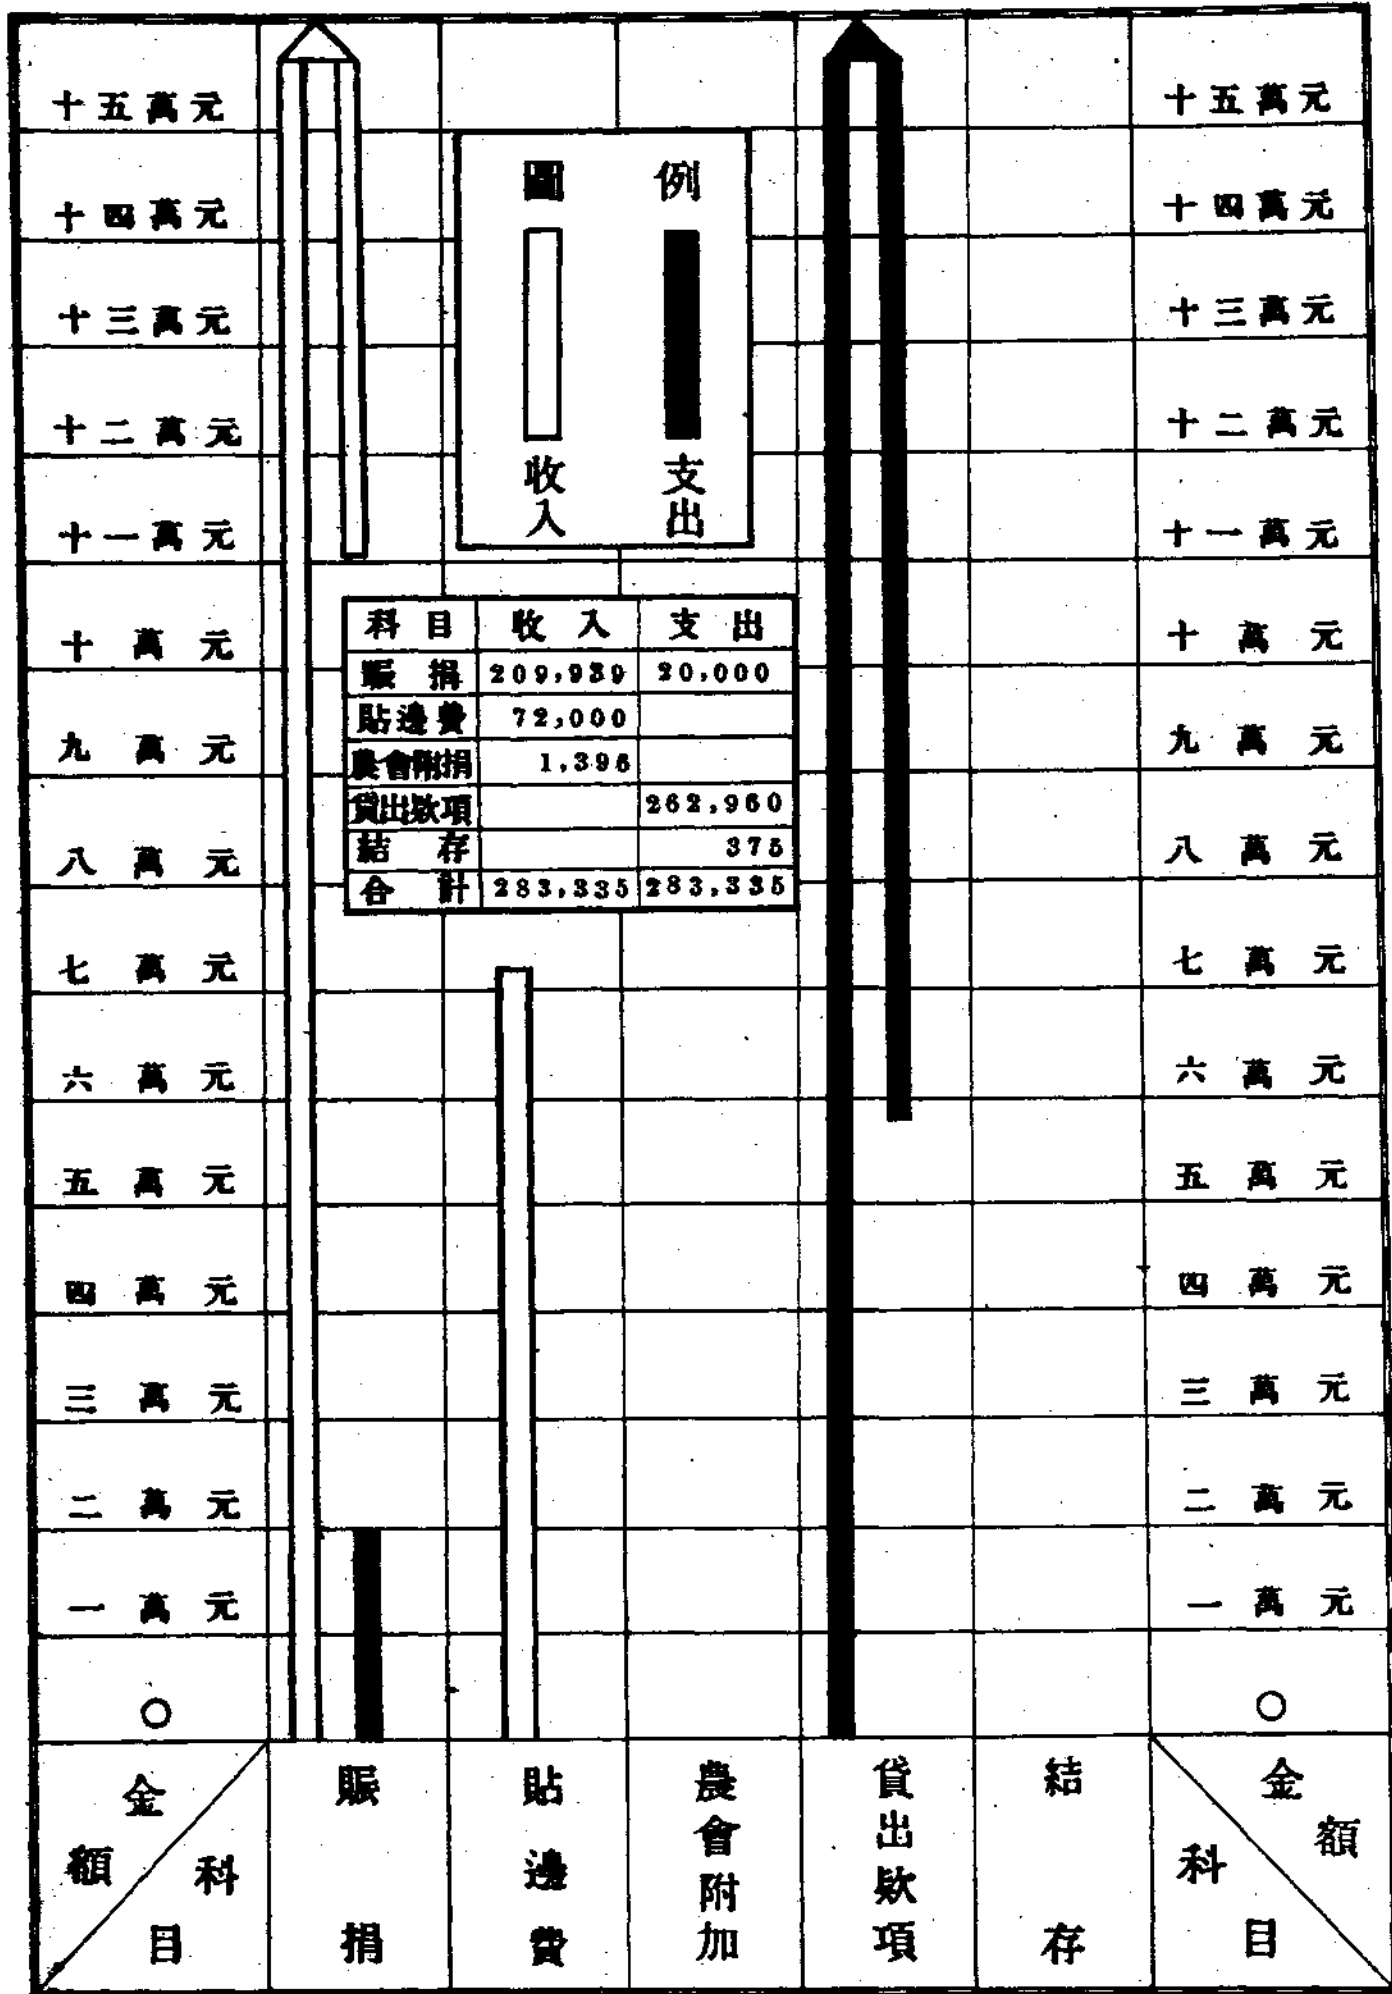 十五萬元 十五萬元
十四萬元 十四萬元
十三萬元 十三萬元
十二萬元 十二萬元
十一萬元 十一萬元
十萬元 十萬元
九萬元 九萬元
八萬元 八萬元
七萬元 七萬元
六萬元 六萬元
五萬元 五萬元
四萬元 四萬元
三萬元 三萬元
二萬元 二萬元
一萬元 一萬元
○ ○
圖例
收入 支出
科目 收入 支出
賑捐 209,939 20,000
貼邊費 72,000
農會附捐 1,396
貸出欵項 262,960
結存 375
合計 283,335 283,335
金額 科目
賑捐
貼邊費
農會附加
貸出欵項
結存
金額 科目